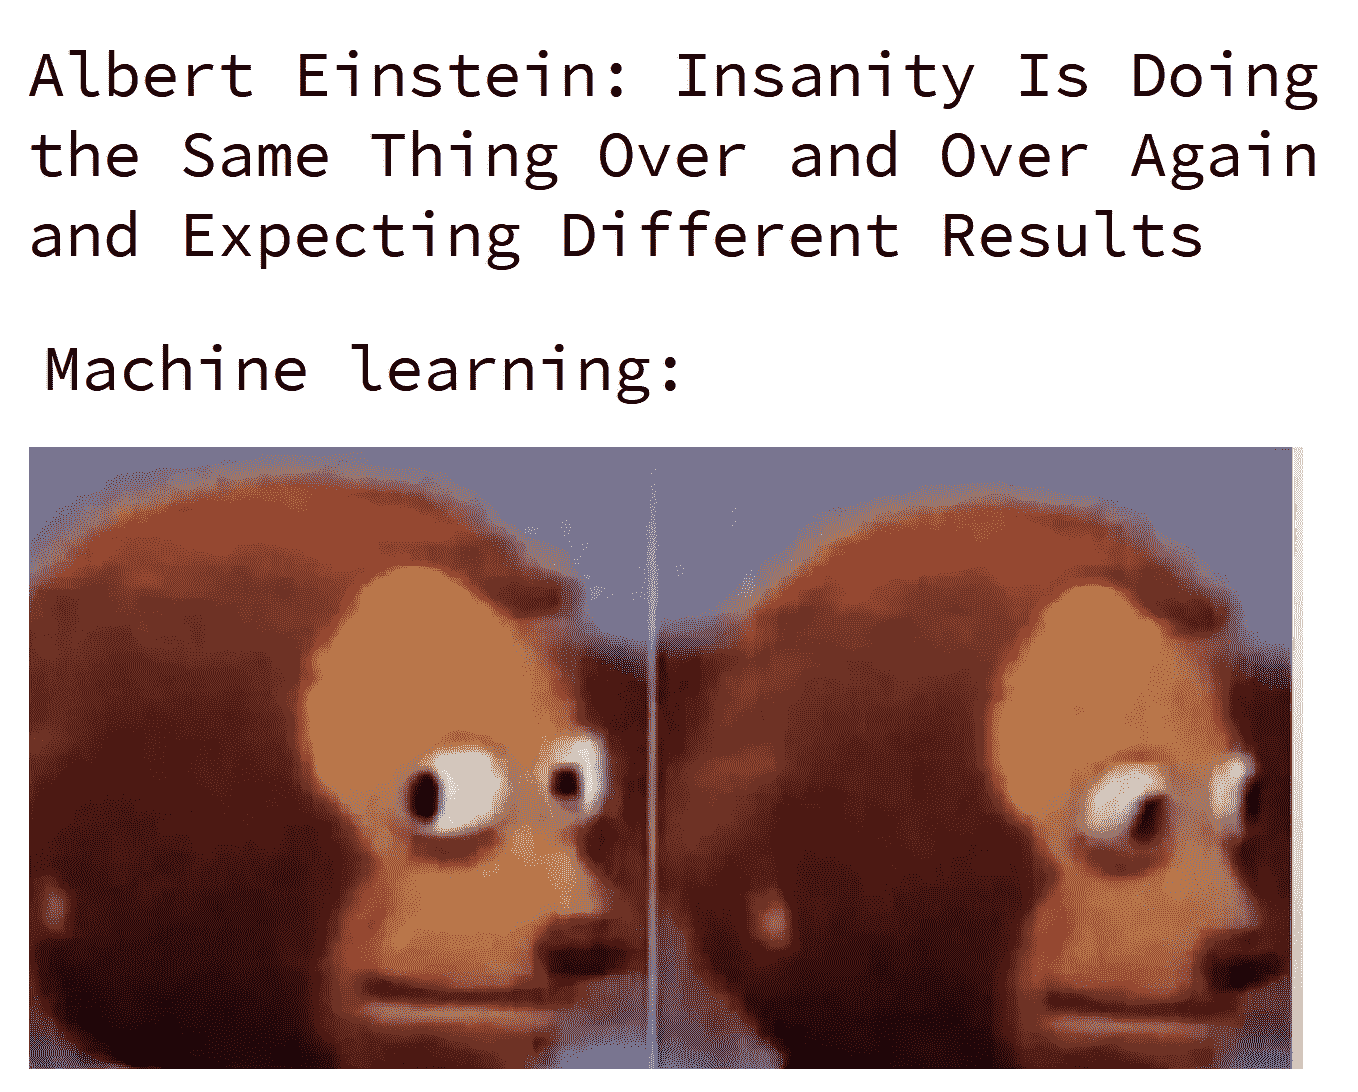 Albert Einstein: Insanity Is Doing
the Same Thing Over and Over Again
and Expecting Different Results
Machine learning: